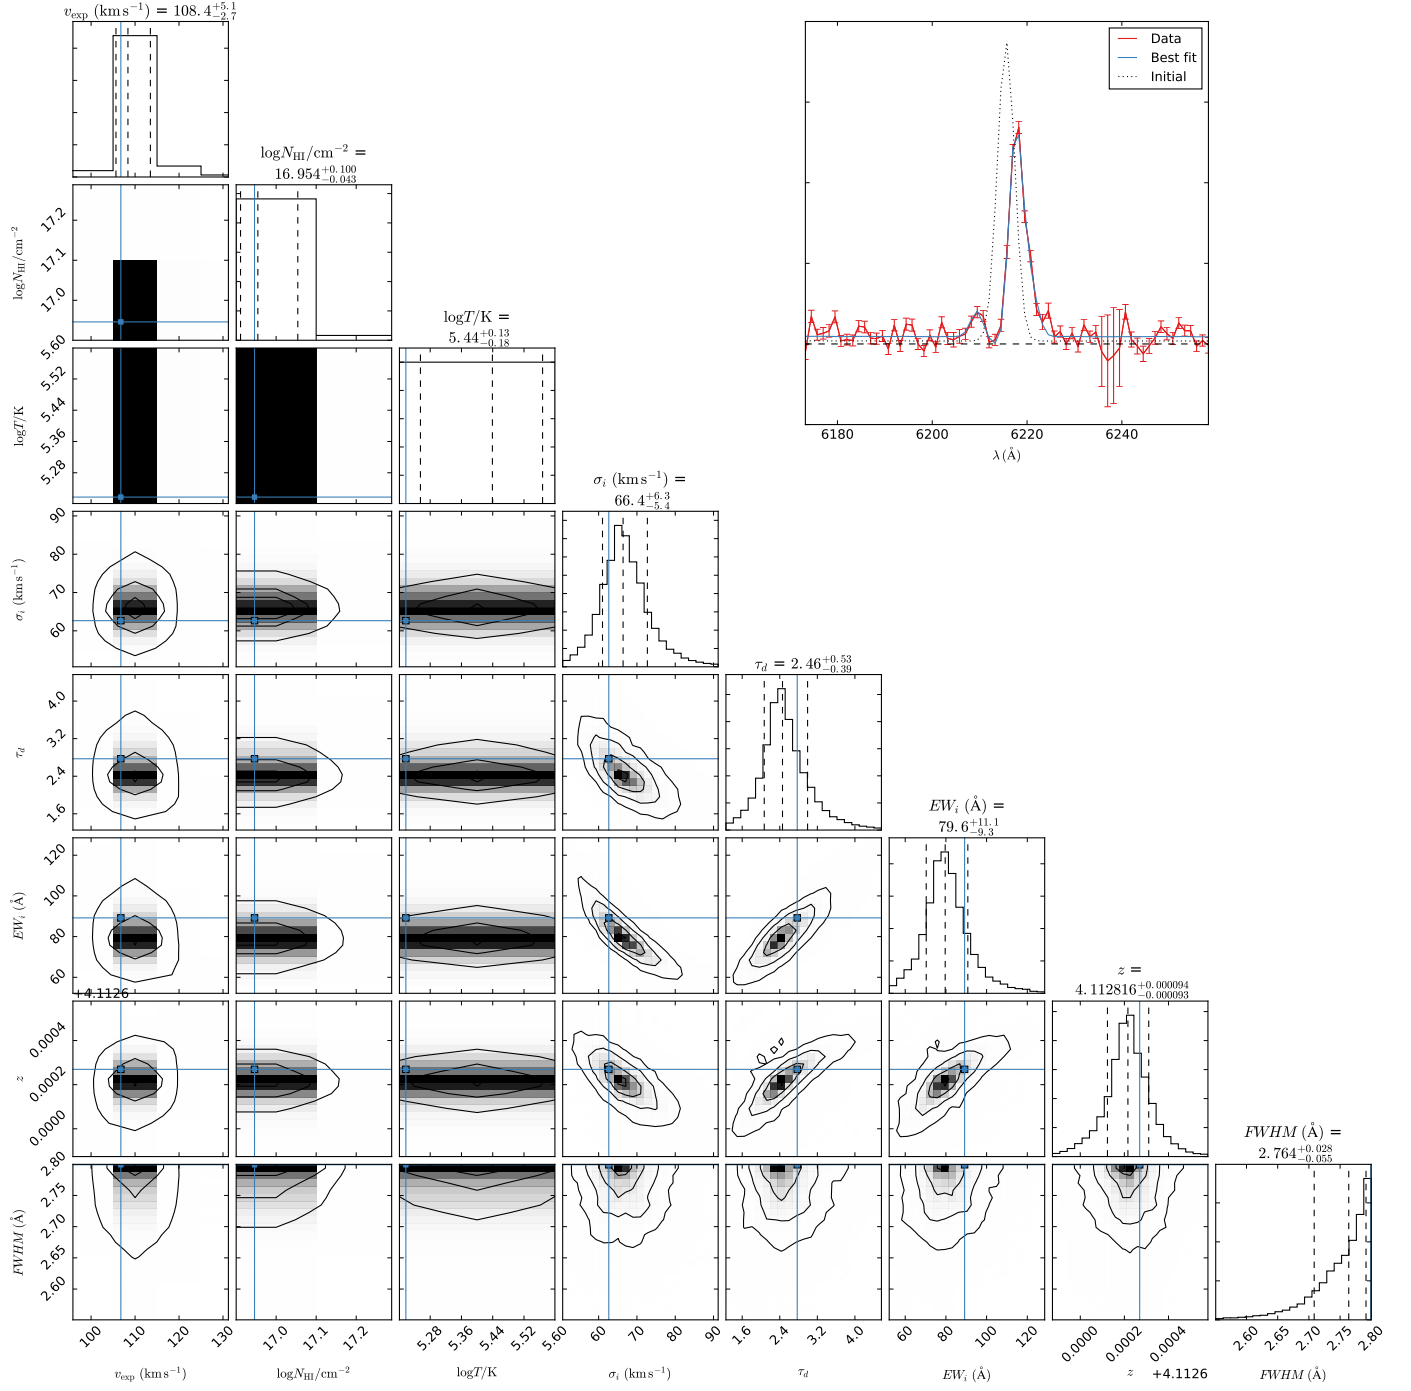 v_exp (km s⁻¹) = 108.4 +5.1 −2.7
Data
Best fit
Initial
6180 6200 6220 6240
λ (Å)
logN_HI/cm⁻² =
16.954 +0.100 −0.043
logN_HI/cm⁻²
17.2
17.1
17.0
logT/K =
5.44 +0.13 −0.18
logT/K
5.60
5.52
5.44
5.36
5.28
σ_i (km s⁻¹) =
66.4 +6.3 −5.4
σ_i (km s⁻¹)
90
80
70
60
τ_d = 2.46 +0.53 −0.39
τ_d
4.0
3.2
2.4
1.6
EW_i (Å) =
79.6 +11.1 −9.3
EW_i (Å)
120
100
80
60
z =
4.112816 +0.000094 −0.000093
+4.1126
z
0.0004
0.0002
0.0000
FWHM (Å) =
2.764 +0.028 −0.055
FWHM (Å)
2.80
2.75
2.70
2.65
2.60
100 110 120 130 17.0 17.1 17.2 5.28 5.36 5.44 5.52 5.60 60 70 80 90 1.6 2.4 3.2 4.0 60 80 100 120 0.0000 0.0002 0.0004 2.60 2.65 2.70 2.75 2.80
v_exp (km s⁻¹) logN_HI/cm⁻² logT/K σ_i (km s⁻¹) τ_d EW_i (Å) z +4.1126 FWHM (Å)